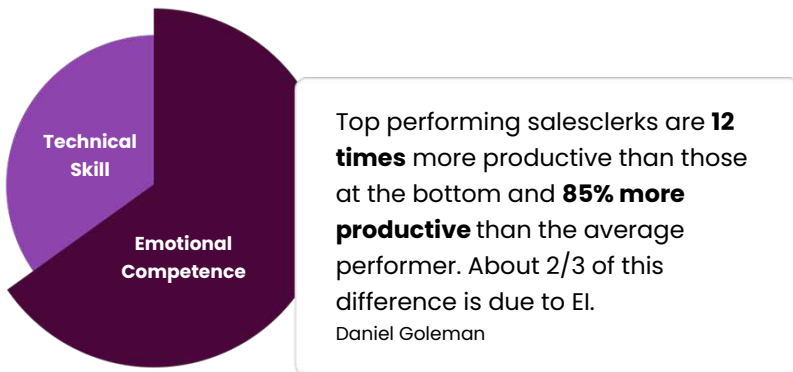 Technical
Skill
Emotional
Competence
Top performing salesclerks are 12
times more productive than those
at the bottom and 85% more
productive than the average
performer. About 2/3 of this
difference is due to EI.
Daniel Goleman